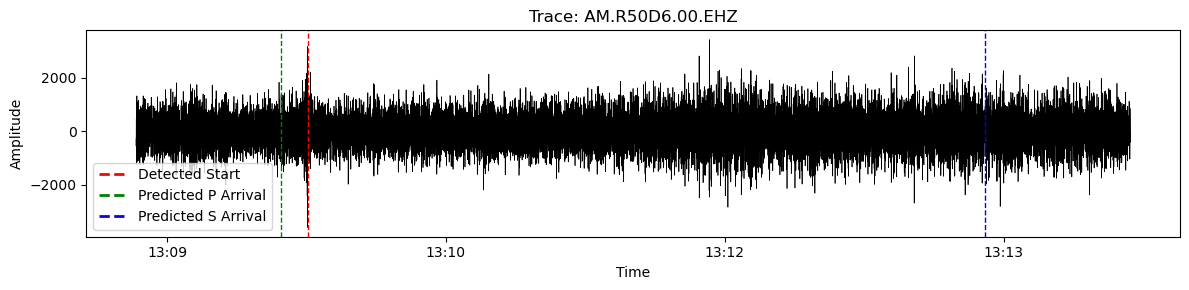 Trace: AM.R50D6.00.EHZ
Amplitude
2000
0
−2000
Detected Start
Predicted P Arrival
Predicted S Arrival
13:09
13:10
13:12
13:13
Time